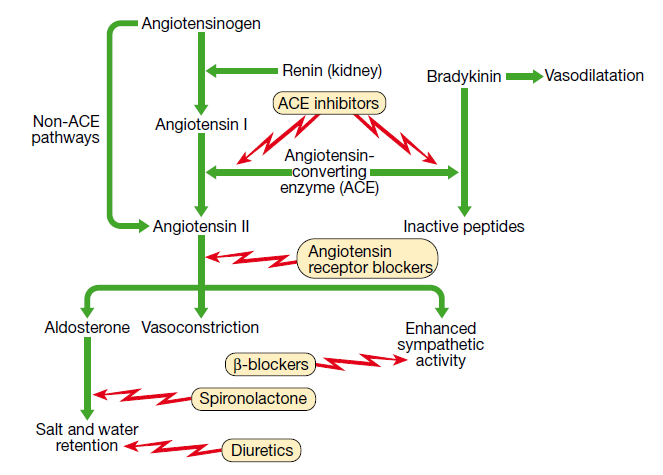 Angiotensinogen
Renin (kidney)
Bradykinin
Vasodilatation
ACE inhibitors
Non-ACE
pathways
Angiotensin I
Angiotensin-
converting
enzyme (ACE)
Angiotensin II
Inactive peptides
Angiotensin
receptor blockers
Aldosterone
Vasoconstriction
Enhanced
sympathetic
activity
β-blockers
Spironolactone
Salt and water
retention
Diuretics